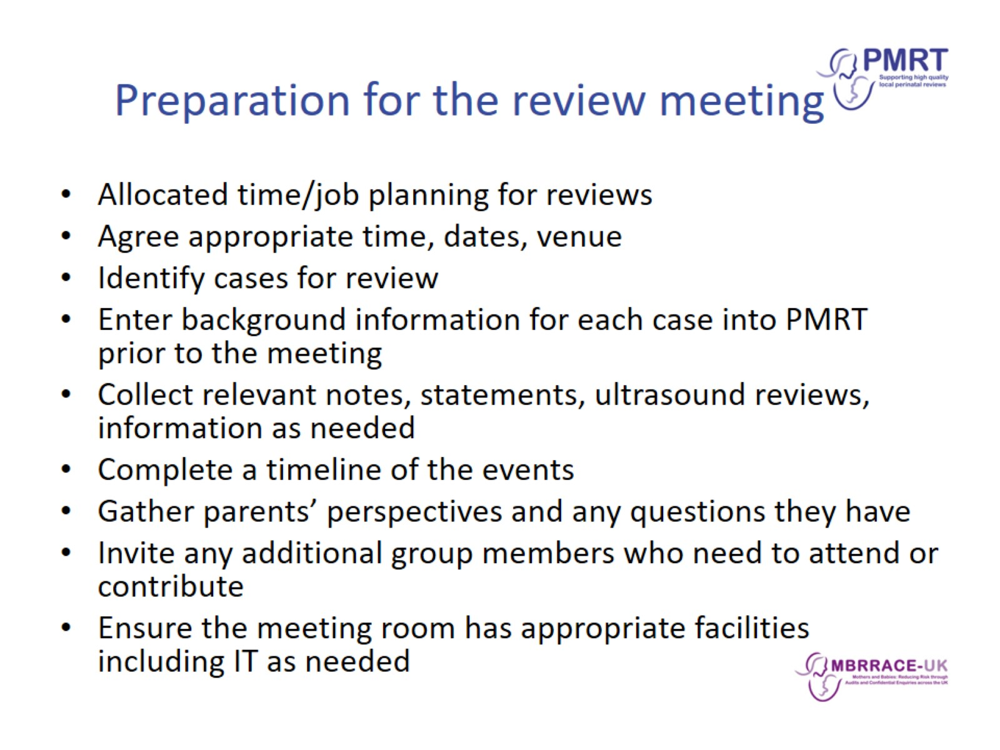 PMRT
Supporting high quality
local perinatal reviews
Preparation for the review meeting
• Allocated time/job planning for reviews
• Agree appropriate time, dates, venue
• Identify cases for review
• Enter background information for each case into PMRT
prior to the meeting
• Collect relevant notes, statements, ultrasound reviews,
information as needed
• Complete a timeline of the events
• Gather parents’ perspectives and any questions they have
• Invite any additional group members who need to attend or
contribute
• Ensure the meeting room has appropriate facilities
including IT as needed
MBRRACE-UK
Mothers and Babies: Reducing Risk through
Audits and Confidential Enquiries across the UK